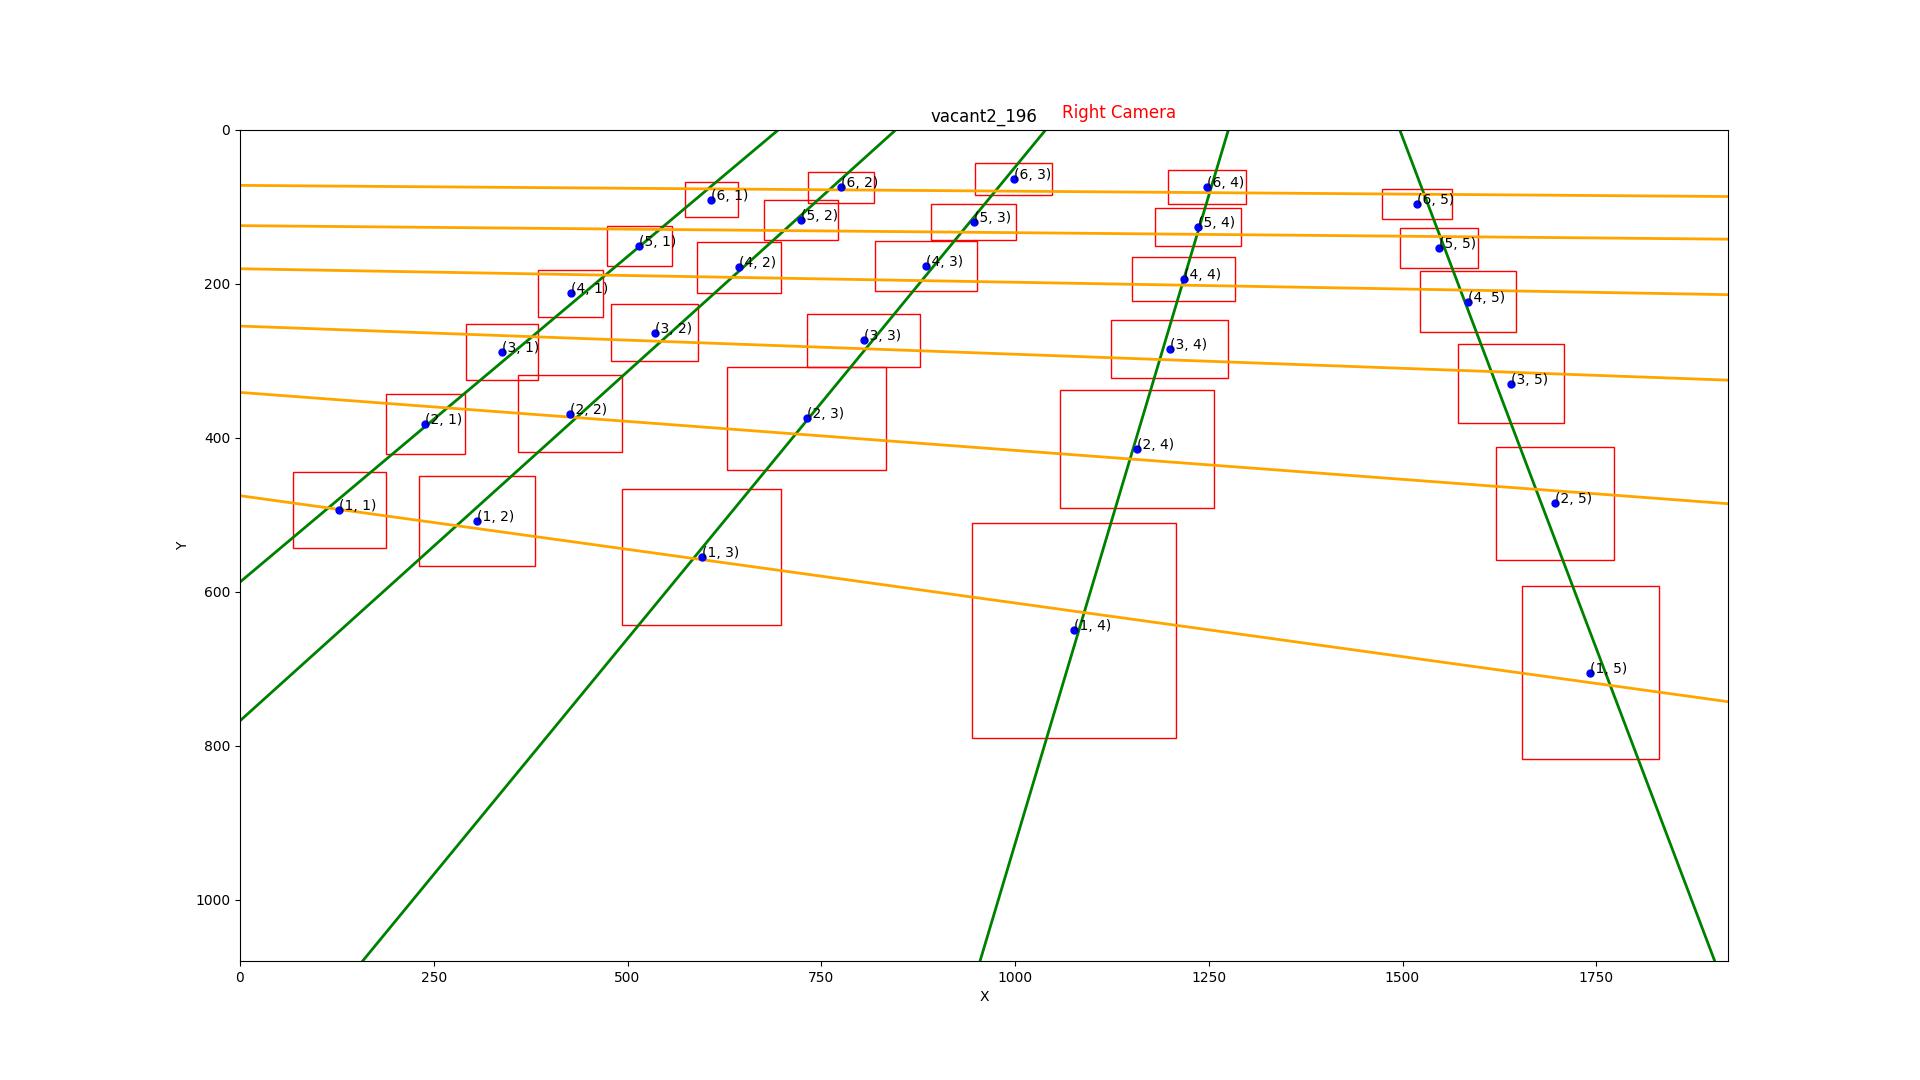 vacant2_196 Right Camera
0
(6, 1) (6, 2) (6, 3) (6, 4) (6, 5)
(5, 1) (5, 2) (5, 3) (5, 4) (5, 5)
200
(4, 1) (4, 2) (4, 3) (4, 4) (4, 5)
(3, 1) (3, 2) (3, 3) (3, 4) (3, 5)
400
(2, 1) (2, 2) (2, 3) (2, 4) (2, 5)
(1, 1) (1, 2) (1, 3) (1, 4) (1, 5)
Y
600
800
1000
0 250 500 750 1000 1250 1500 1750
X